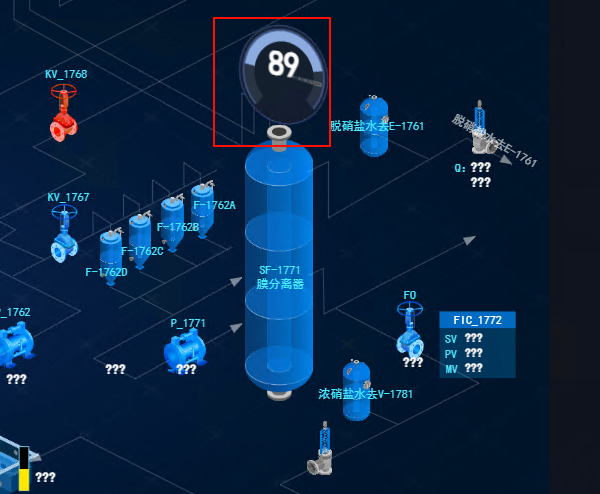 89
KV_1768
脱硝盐水去E-1761
脱硝盐水去E-1761
Q: ???
???
KV_1767
F-1762A
F-1762B
F-1762C
F-1762D
SF-1771
膜分离器
FO
FIC_1772
SV ???
PV ???
MV ???
_1762
P_1771
???
???
???
???
浓硝盐水去V-1781
???